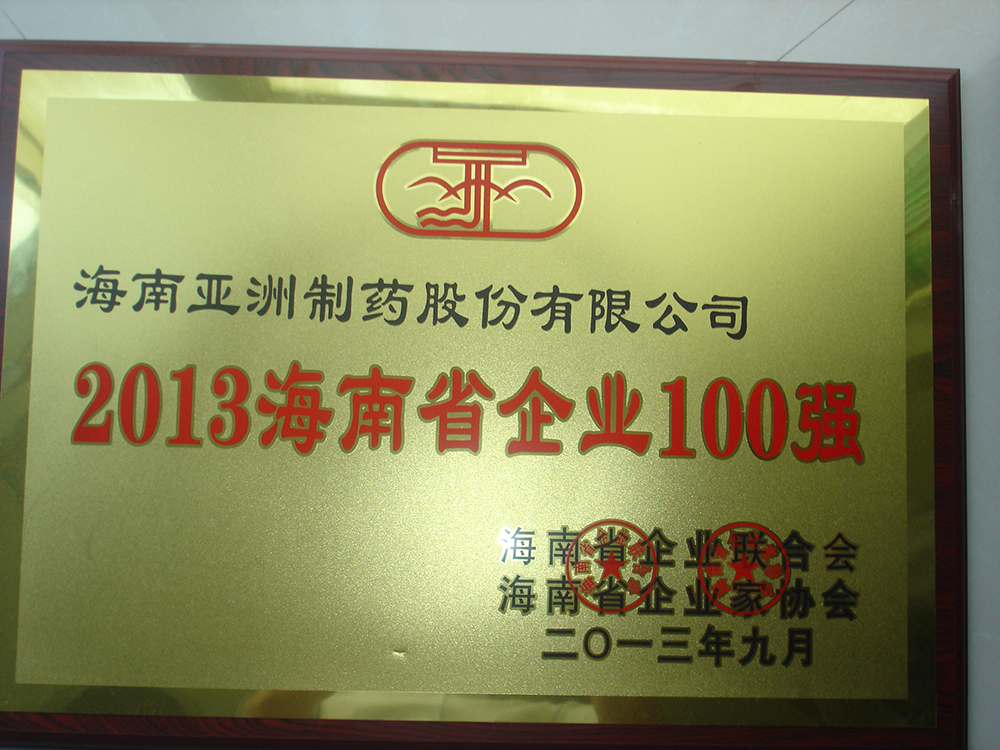 海南亚洲制药股份有限公司
2013海南省企业100强
海南省企业联合会
海南省企业家协会
二〇一三年九月